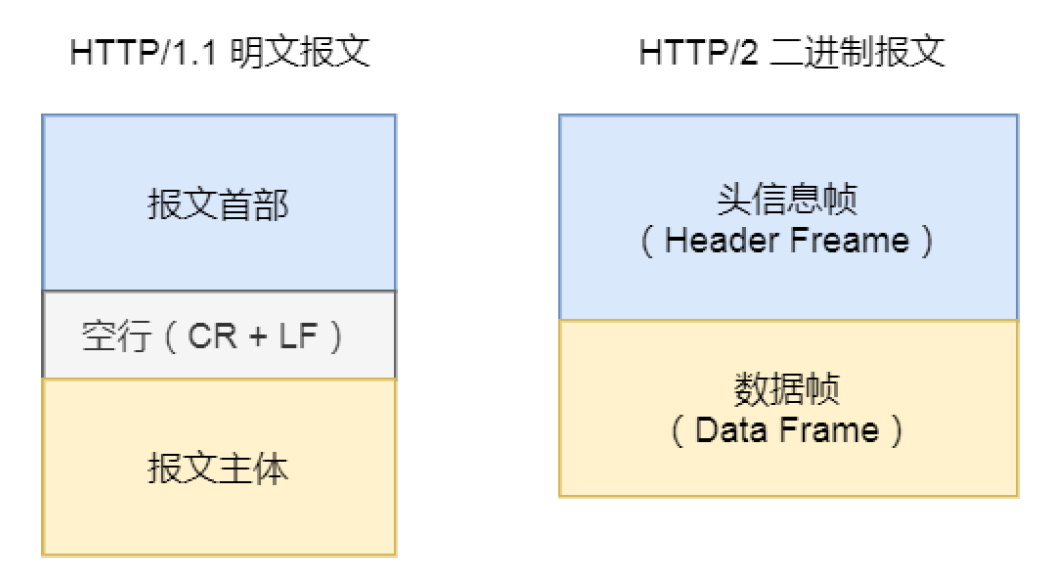 HTTP/1.1 明文报文
HTTP/2 二进制报文
报文首部
空行（CR + LF）
报文主体
头信息帧
（Header Freame）
数据帧
（Data Frame）